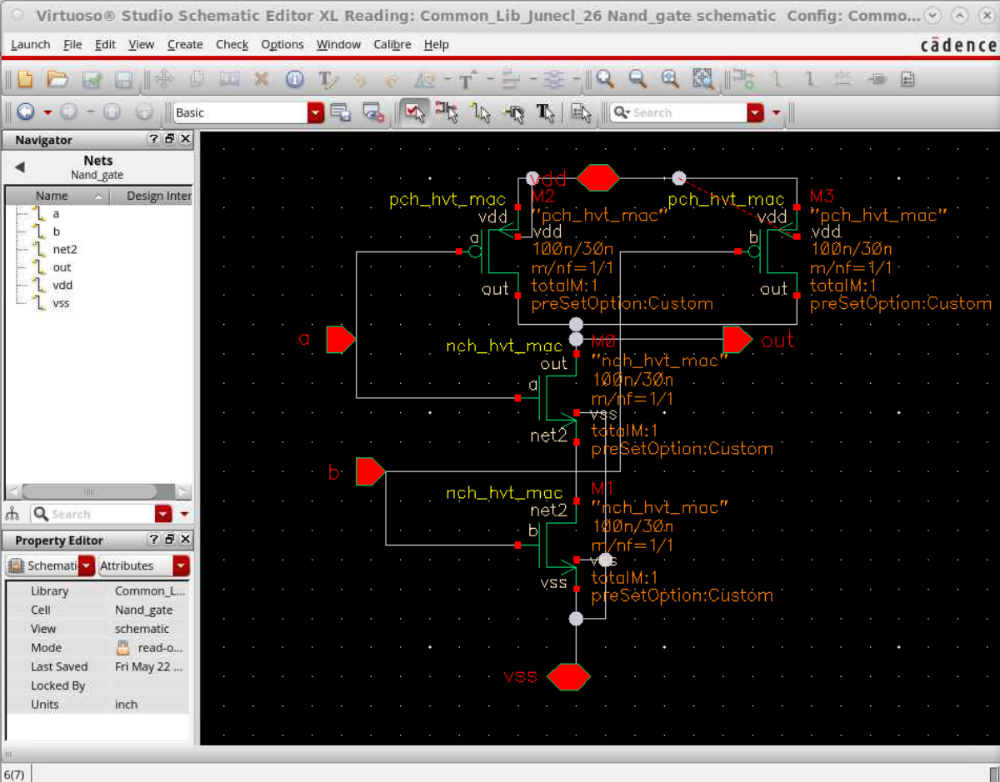 Virtuoso® Studio Schematic Editor XL Reading: Common_Lib_Junecl_26 Nand_gate schematic Config: Commo...
Launch File Edit View Create Check Options Window Calibre Help
cādence
Basic
Search
Navigator
Nets
Nand_gate
Name Design Inter
a
b
net2
out
vdd
vss
Search
Property Editor
Schemati Attributes
Library Common_L...
Cell Nand_gate
View schematic
Mode read-o...
Last Saved Fri May 22 ...
Locked By
Units inch
6(7)
vdd
pch_hvt_mac
M2
"pch_hvt_mac"
vdd
vdd
a
100n/30n
m/nf=1/1
out
totalM:1
preSetOption:Custom
pch_hvt_mac
M3
"pch_hvt_mac"
vdd
vdd
b
100n/30n
m/nf=1/1
out
totalM:1
preSetOption:Custom
a
out
nch_hvt_mac
M0
"nch_hvt_mac"
out
100n/30n
a
m/nf=1/1
vss
net2
totalM:1
preSetOption:Custom
b
nch_hvt_mac
M1
net2
"nch_hvt_mac"
100n/30n
b
m/nf=1/1
vss
vss
totalM:1
preSetOption:Custom
vss